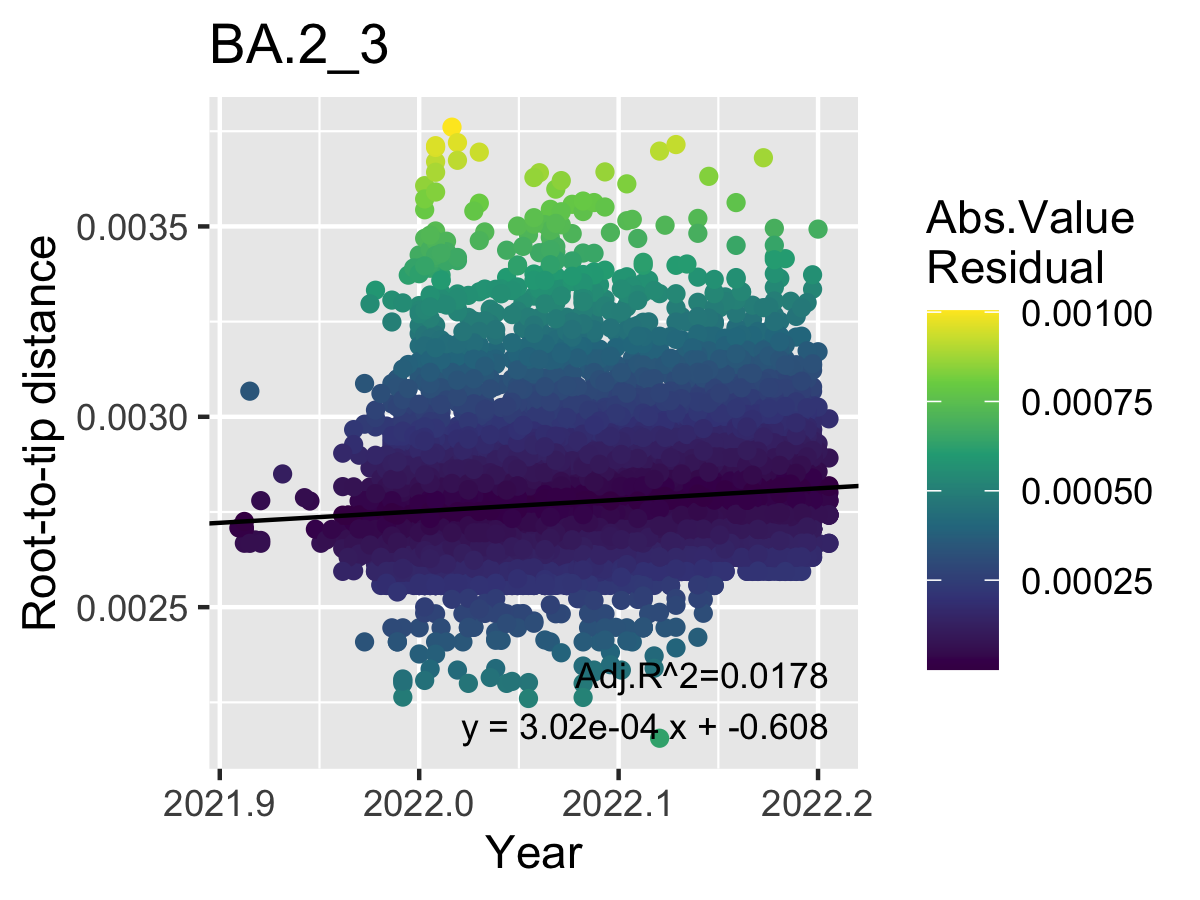 BA.2_3
Root-to-tip distance
0.0035
0.0030
0.0025
Adj.R^2=0.0178
y = 3.02e-04 x + -0.608
2021.9 2022.0 2022.1 2022.2
Year
Abs.Value
Residual
0.00100
0.00075
0.00050
0.00025